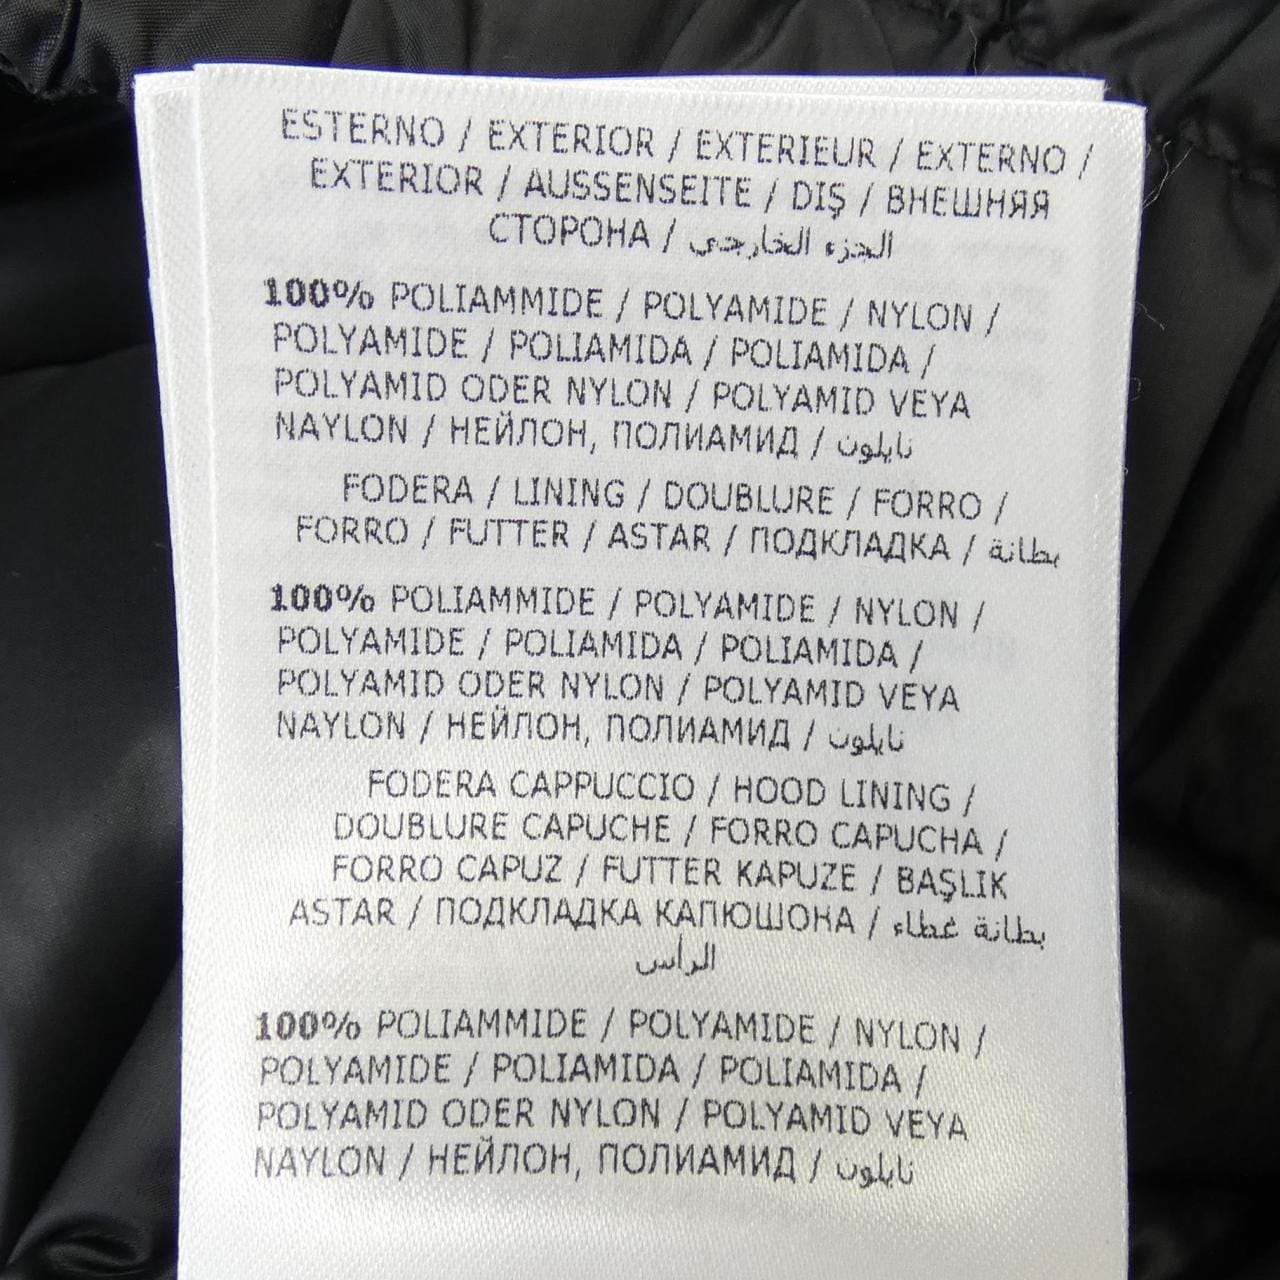 ESTERNO / EXTERIOR / EXTERIEUR / EXTERNO /
EXTERIOR / AUSSENSEITE / DIŞ / ВНЕШНЯЯ
СТОРОНА / الجزء الخارجي
100% POLIAMMIDE / POLYAMIDE / NYLON /
POLYAMIDE / POLIAMIDA / POLIAMIDA /
POLYAMID ODER NYLON / POLYAMID VEYA
NAYLON / НЕЙЛОН, ПОЛИАМИД / نايلون
FODERA / LINING / DOUBLURE / FORRO /
FORRO / FUTTER / ASTAR / ПОДКЛАДКА / بطانة
100% POLIAMMIDE / POLYAMIDE / NYLON /
POLYAMIDE / POLIAMIDA / POLIAMIDA /
POLYAMID ODER NYLON / POLYAMID VEYA
NAYLON / НЕЙЛОН, ПОЛИАМИД / نايلون
FODERA CAPPUCCIO / HOOD LINING /
DOUBLURE CAPUCHE / FORRO CAPUCHA /
FORRO CAPUZ / FUTTER KAPUZE / BAŞLIK
ASTAR / ПОДКЛАДКА КАПЮШОНА / بطانة غطاء
الرأس
100% POLIAMMIDE / POLYAMIDE / NYLON /
POLYAMIDE / POLIAMIDA / POLIAMIDA /
POLYAMID ODER NYLON / POLYAMID VEYA
NAYLON / НЕЙЛОН, ПОЛИАМИД / نايلون